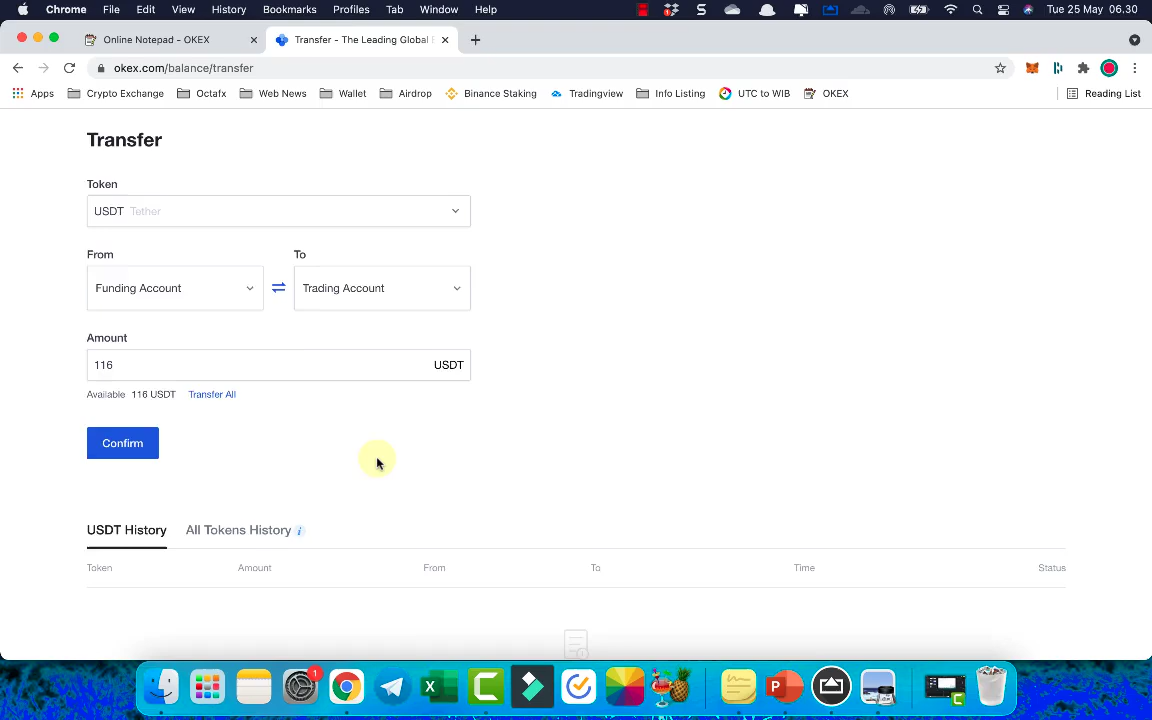 Chrome File Edit View History Bookmarks Profiles Tab Window Help Tue 25 May 06.30
Online Notepad - OKEX Transfer - The Leading Global
okex.com/balance/transfer
Apps Crypto Exchange Octafx Web News Wallet Airdrop Binance Staking Tradingview Info Listing UTC to WIB OKEX Reading List
Transfer
Token
USDT Tether
From To
Funding Account Trading Account
Amount
116 USDT
Available 116 USDT Transfer All
Confirm
USDT History All Tokens History
Token Amount From To Time Status
1